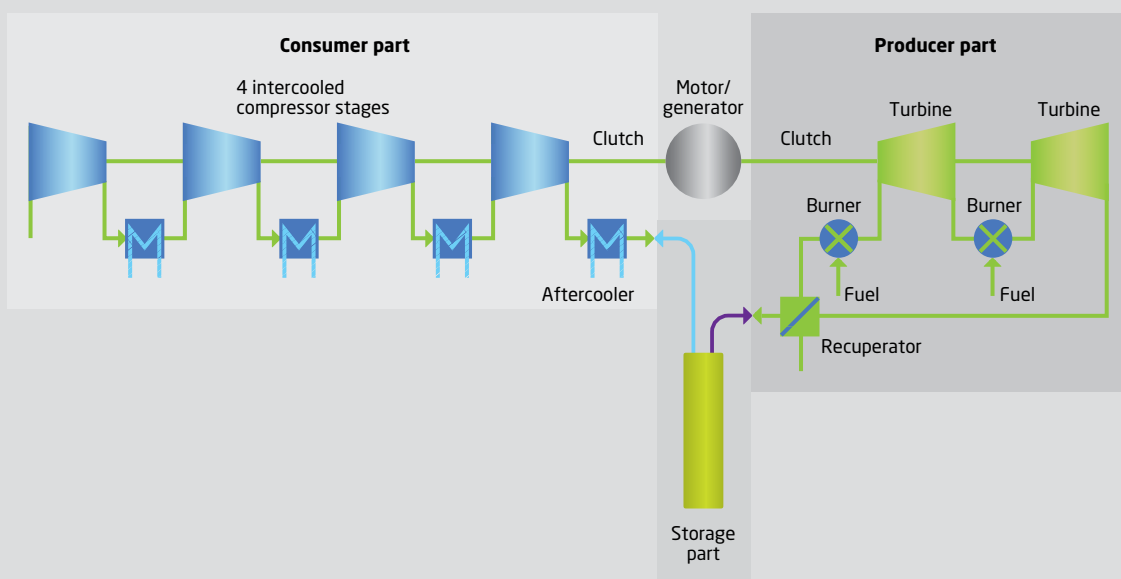 Consumer part
Producer part
4 intercooled
compressor stages
Motor/
generator
Turbine
Turbine
Clutch
Clutch
Burner
Burner
Aftercooler
Fuel
Fuel
Recuperator
Storage
part